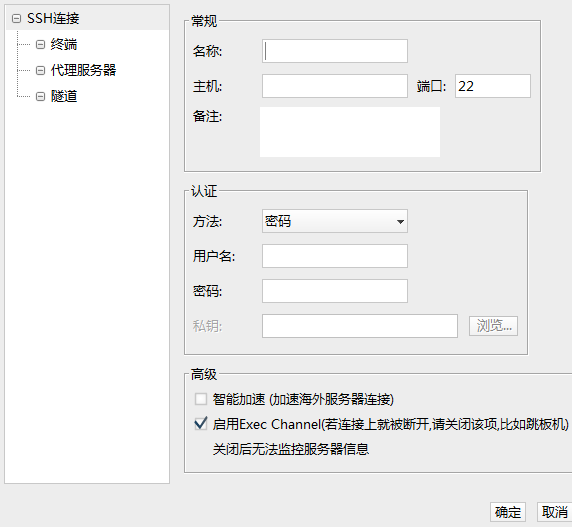 SSH连接
终端
代理服务器
隧道
常规
名称:
主机:
端口: 22
备注:
认证
方法: 密码
用户名:
密码:
私钥: 浏览...
高级
智能加速 (加速海外服务器连接)
启用Exec Channel(若连接上就被断开,请关闭该项,比如跳板机)
关闭后无法监控服务器信息
确定 取消